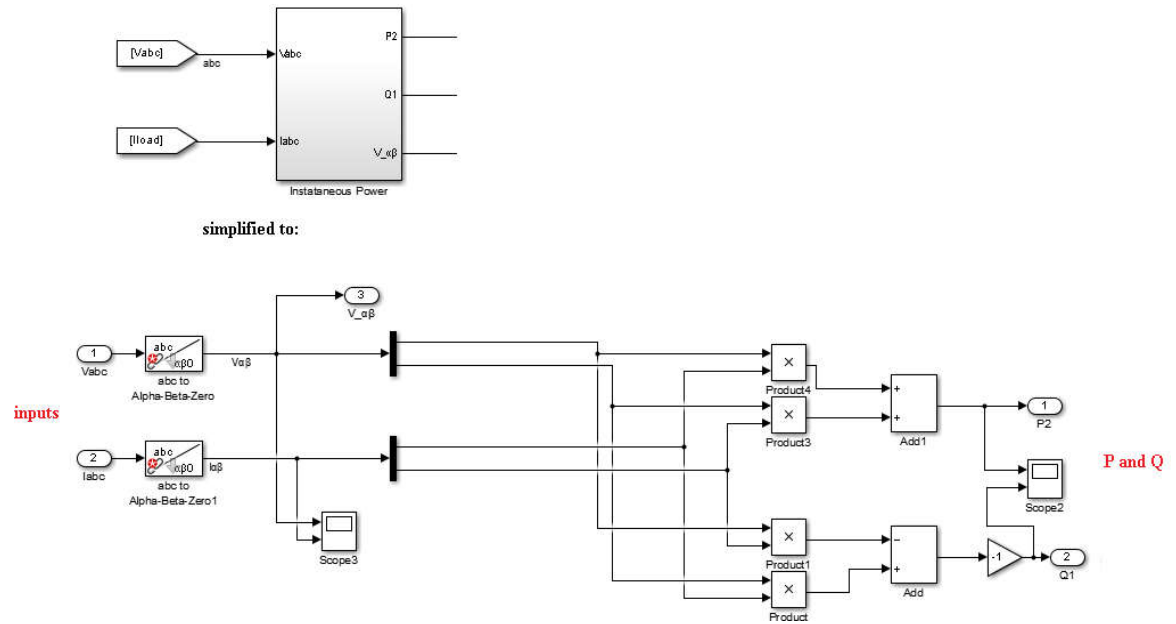 [Vabc]
abc
Vabc
P2
Q1
[Iload]
Iabc
V_αβ
Instataneous Power
simplified to:
3
V_αβ
1
Vabc
abc
αβ0
abc to
Alpha-Beta-Zero
Vαβ
inputs
2
Iabc
abc
αβ0
abc to
Alpha-Beta-Zero1
Iαβ
Scope3
×
Product4
×
Product3
+
+
Add1
1
P2
P and Q
Scope2
×
Product1
×
Product
−
+
Add
-1
2
Q1